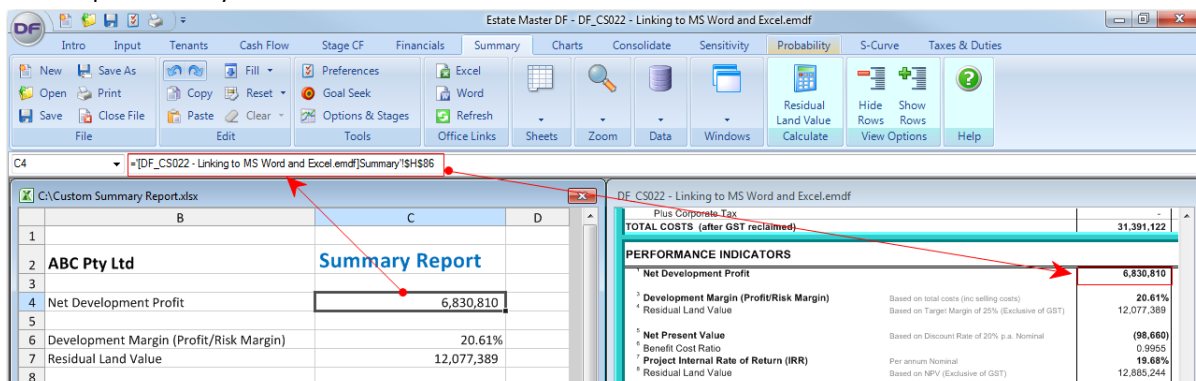 DF
Estate Master DF - DF_CS022 - Linking to MS Word and Excel.emdf
Intro Input Tenants Cash Flow Stage CF Financials Summary Charts Consolidate Sensitivity Probability S-Curve Taxes & Duties
New Save As Fill Preferences Excel
Open Print Copy Reset Goal Seek Word
Save Close File Paste Clear Options & Stages Refresh
Residual Land Value
Hide Rows
Show Rows
File Edit Tools Office Links Sheets Zoom Data Windows Calculate View Options Help
C4 ='[DF_CS022 - Linking to MS Word and Excel.emdf]Summary'!$H$86
C:\Custom Summary Report.xlsx
B C D
1
2 ABC Pty Ltd Summary Report
3
4 Net Development Profit 6,830,810
5
6 Development Margin (Profit/Risk Margin) 20.61%
7 Residual Land Value 12,077,389
8
DF_CS022 - Linking to MS Word and Excel.emdf
Plus Corporate Tax -
TOTAL COSTS (after GST reclaimed) 31,391,122
PERFORMANCE INDICATORS
1 Net Development Profit 6,830,810
3 Development Margin (Profit/Risk Margin) Based on total costs (inc selling costs) 20.61%
4 Residual Land Value Based on Target Margin of 25% (Exclusive of GST) 12,077,389
5 Net Present Value Based on Discount Rate of 20% p.a. Nominal (98,660)
6 Benefit Cost Ratio 0.9955
7 Project Internal Rate of Return (IRR) Per annum Nominal 19.68%
8 Residual Land Value Based on NPV (Exclusive of GST) 12,885,244